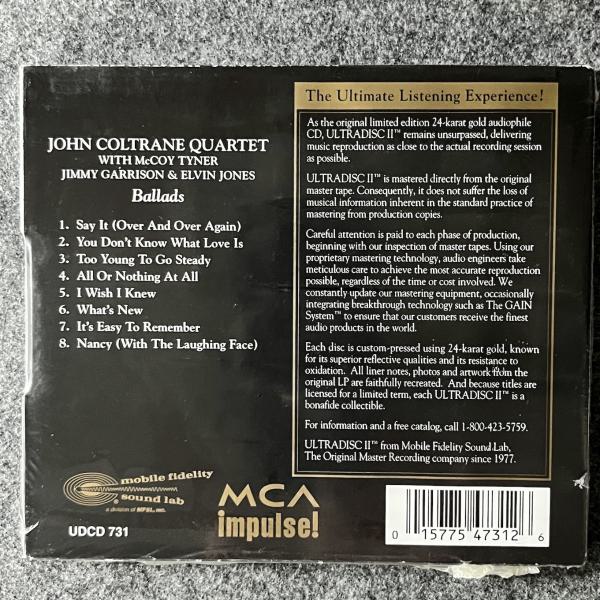 JOHN COLTRANE QUARTET
WITH McCOY TYNER
JIMMY GARRISON & ELVIN JONES
Ballads
1. Say It (Over And Over Again)
2. You Don't Know What Love Is
3. Too Young To Go Steady
4. All Or Nothing At All
5. I Wish I Knew
6. What's New
7. It's Easy To Remember
8. Nancy (With The Laughing Face)
mobile fidelity
sound lab
a division of MFSL, inc.
UDCD 731
MCA
impulse!
The Ultimate Listening Experience!
As the original limited edition 24-karat gold audiophile
CD, ULTRADISC II™ remains unsurpassed, delivering
music reproduction as close to the actual recording session
as possible.
ULTRADISC II™ is mastered directly from the original
master tape. Consequently, it does not suffer the loss of
musical information inherent in the standard practice of
mastering from production copies.
Careful attention is paid to each phase of production,
beginning with our inspection of master tapes. Using our
proprietary mastering technology, audio engineers take
meticulous care to achieve the most accurate reproduction
possible, regardless of the time or cost involved. We
constantly update our mastering equipment, occasionally
integrating breakthrough technology such as The GAIN
System™ to ensure that our customers receive the finest
audio products in the world.
Each disc is custom-pressed using 24-karat gold, known
for its superior reflective qualities and its resistance to
oxidation. All liner notes, photos and artwork from the
original LP are faithfully recreated. And because titles are
licensed for a limited term, each ULTRADISC II™ is a
bonafide collectible.
For information and a free catalog, call 1-800-423-5759.
ULTRADISC II™ from Mobile Fidelity Sound Lab,
The Original Master Recording company since 1977.
0 15775 47312 6